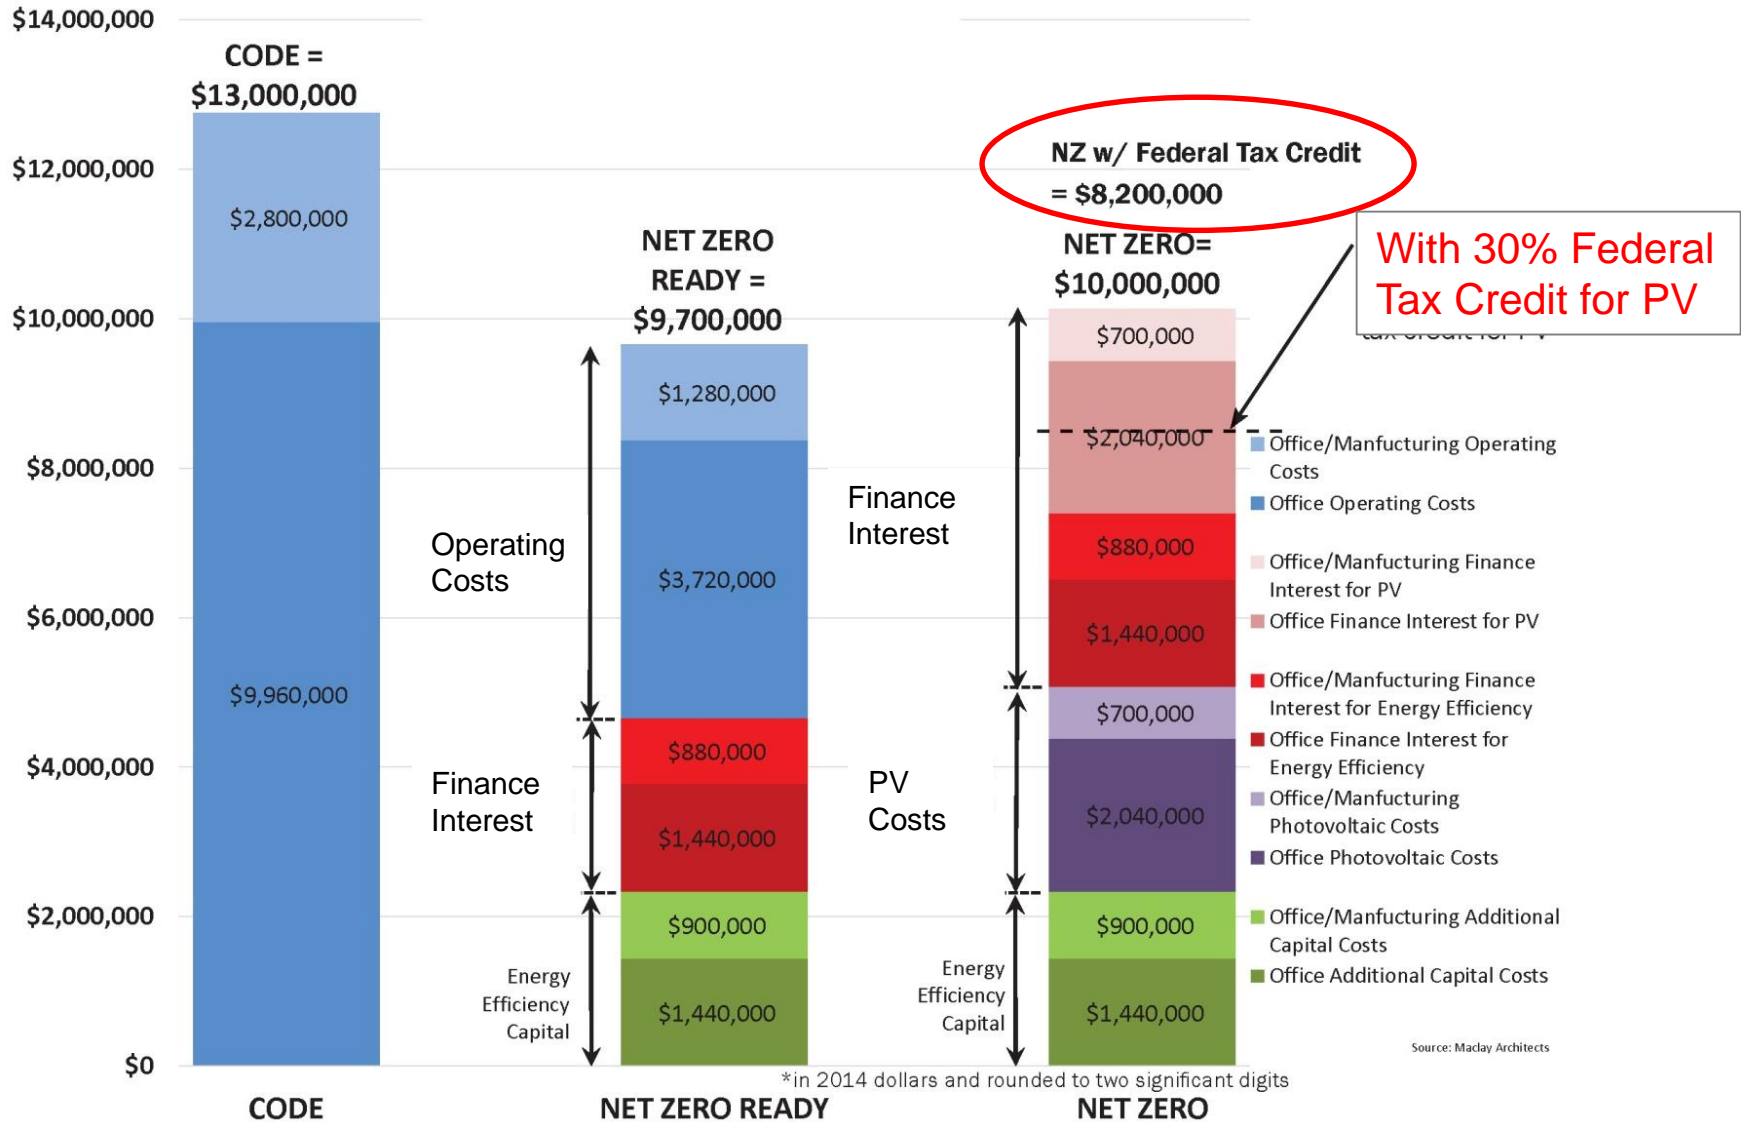 $14,000,000
$12,000,000
$10,000,000
$8,000,000
$6,000,000
$4,000,000
$2,000,000
$0
CODE =
$13,000,000
$2,800,000
$9,960,000
CODE
NET ZERO
READY =
$9,700,000
$1,280,000
$3,720,000
$880,000
$1,440,000
$900,000
$1,440,000
Operating
Costs
Finance
Interest
Energy
Efficiency
Capital
NET ZERO READY
NZ w/ Federal Tax Credit
= $8,200,000
NET ZERO=
$10,000,000
$700,000
$2,040,000
$880,000
$1,440,000
$700,000
$2,040,000
$900,000
$1,440,000
Finance
Interest
PV
Costs
Energy
Efficiency
Capital
NET ZERO
With 30% Federal
Tax Credit for PV
tax credit for PV
Office/Manfucturing Operating
Costs
Office Operating Costs
Office/Manfucturing Finance
Interest for PV
Office Finance Interest for PV
Office/Manfucturing Finance
Interest for Energy Efficiency
Office Finance Interest for
Energy Efficiency
Office/Manfucturing
Photovoltaic Costs
Office Photovoltaic Costs
Office/Manfucturing Additional
Capital Costs
Office Additional Capital Costs
Source: Maclay Architects
*in 2014 dollars and rounded to two significant digits